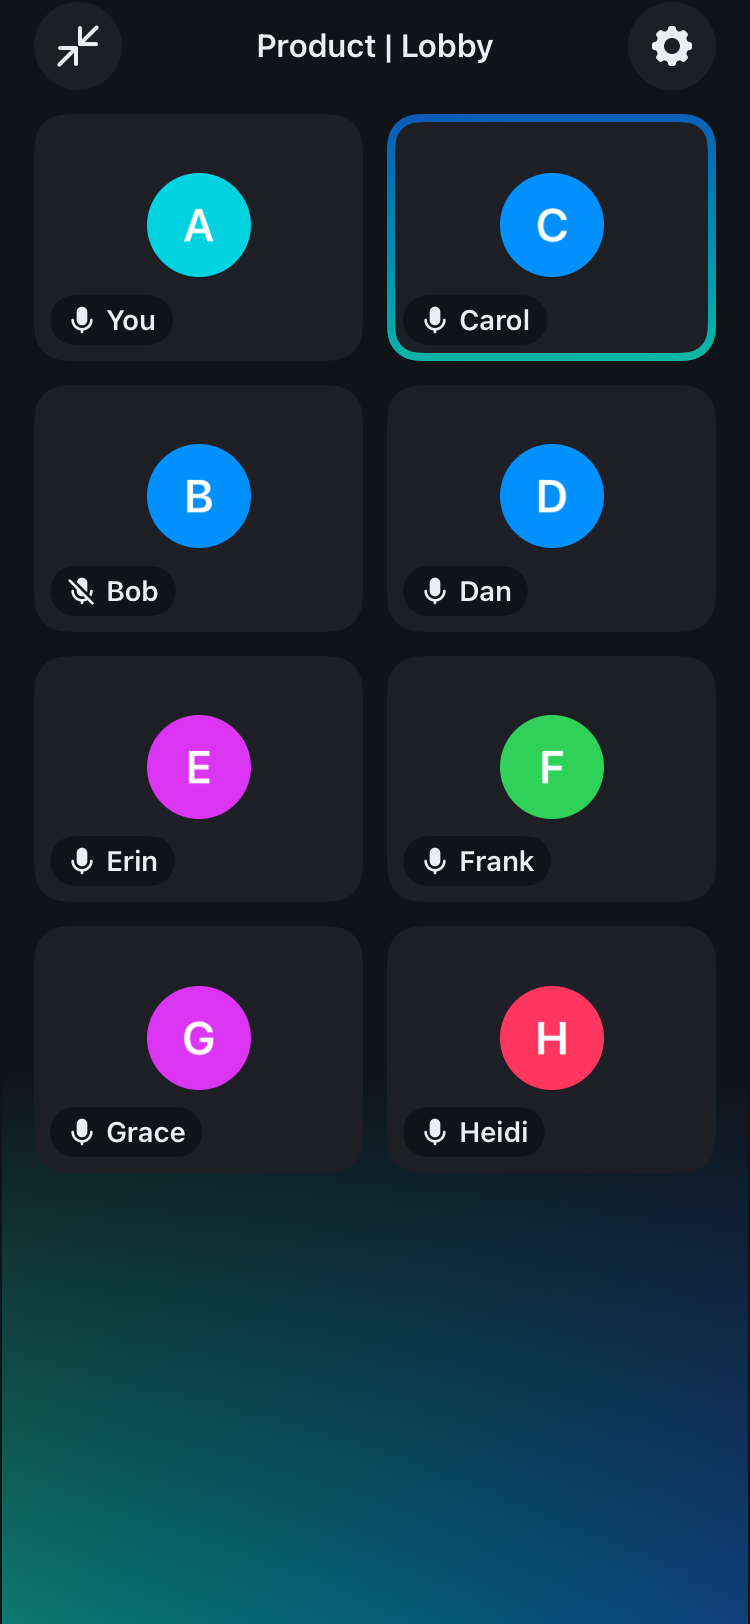 Product | Lobby
A
C
You
Carol
B
D
Bob
Dan
E
F
Erin
Frank
G
H
Grace
Heidi